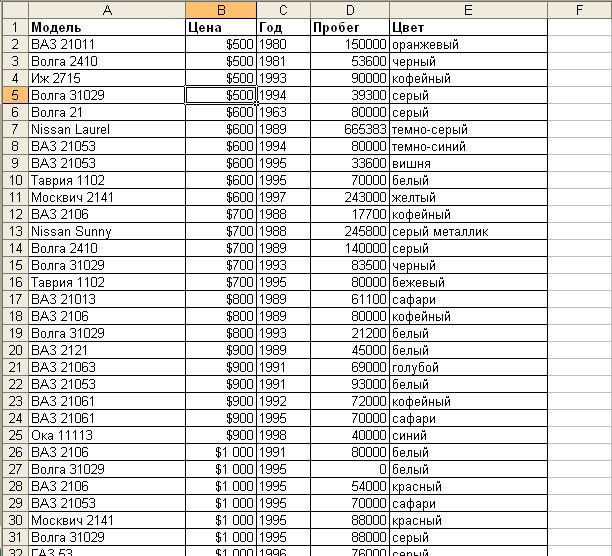 A B C D E F
1 Модель Цена Год Пробег Цвет
2 ВАЗ 21011 $500 1980 150000 оранжевый
3 Волга 2410 $500 1981 53600 черный
4 Иж 2715 $500 1993 90000 кофейный
5 Волга 31029 $500 1994 39300 серый
6 Волга 21 $600 1963 80000 серый
7 Nissan Laurel $600 1989 665383 темно-серый
8 ВАЗ 21053 $600 1994 80000 темно-синий
9 ВАЗ 21053 $600 1995 33600 вишня
10 Таврия 1102 $600 1995 70000 белый
11 Москвич 2141 $600 1997 243000 желтый
12 ВАЗ 2106 $700 1988 17700 кофейный
13 Nissan Sunny $700 1988 245800 серый металлик
14 Волга 2410 $700 1989 140000 серый
15 Волга 31029 $700 1993 83500 черный
16 Таврия 1102 $700 1995 80000 бежевый
17 ВАЗ 21013 $800 1989 61100 сафари
18 ВАЗ 2106 $800 1989 80000 кофейный
19 Волга 31029 $800 1993 21200 белый
20 ВАЗ 2121 $900 1989 45000 белый
21 ВАЗ 21063 $900 1991 69000 голубой
22 ВАЗ 21053 $900 1991 93000 белый
23 ВАЗ 21061 $900 1992 72000 кофейный
24 ВАЗ 21061 $900 1995 70000 сафари
25 Ока 11113 $900 1998 40000 синий
26 ВАЗ 2106 $1 000 1991 80000 белый
27 Волга 31029 $1 000 1995 0 белый
28 ВАЗ 2106 $1 000 1995 54000 красный
29 ВАЗ 21053 $1 000 1995 70000 сафари
30 Москвич 2141 $1 000 1995 88000 красный
31 Волга 31029 $1 000 1995 88000 серый
32 ГАЗ 53 $1 000 1996 76000 серый